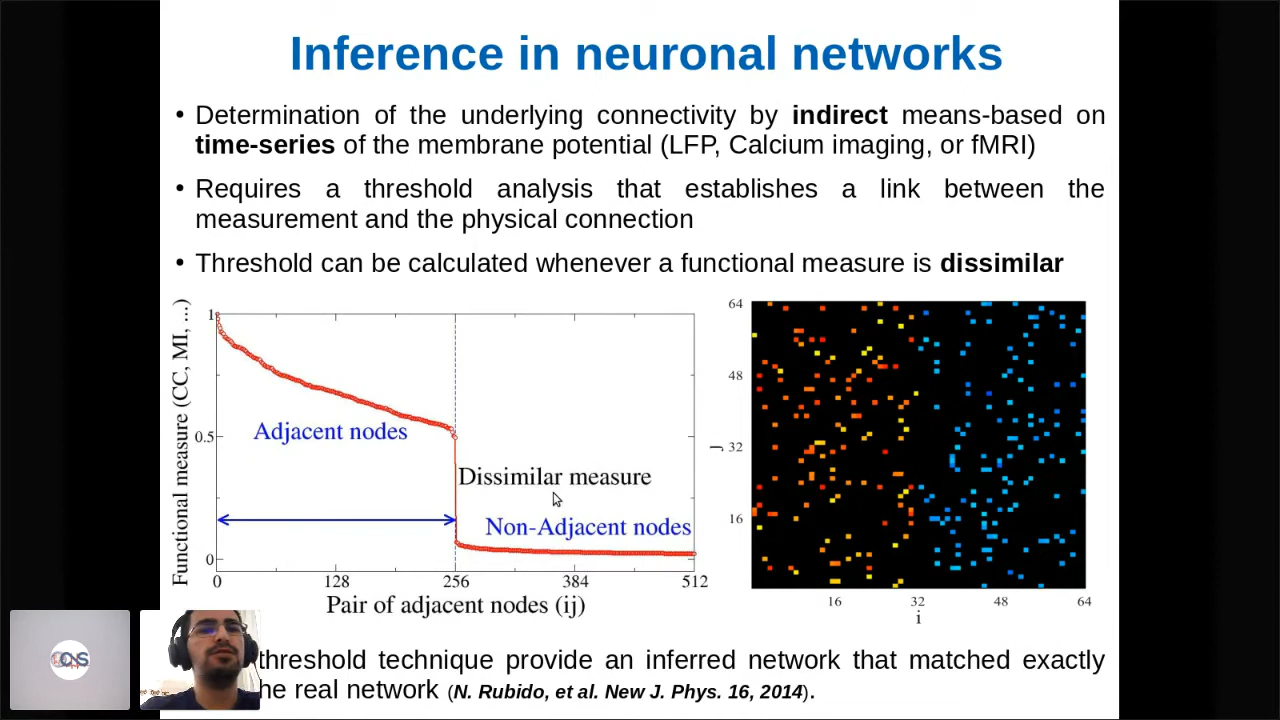 Inference in neuronal networks
• Determination of the underlying connectivity by indirect means-based on
time-series of the membrane potential (LFP, Calcium imaging, or fMRI)
• Requires a threshold analysis that establishes a link between the
measurement and the physical connection
• Threshold can be calculated whenever a functional measure is dissimilar
Functional measure (CC, MI, ...)
1
0.5
0
Adjacent nodes
Dissimilar measure
Non-Adjacent nodes
0 128 256 384 512
Pair of adjacent nodes (ij)
64
48
32
16
j
16 32 48 64
i
threshold technique provide an inferred network that matched exactly
he real network (N. Rubido, et al. New J. Phys. 16, 2014).